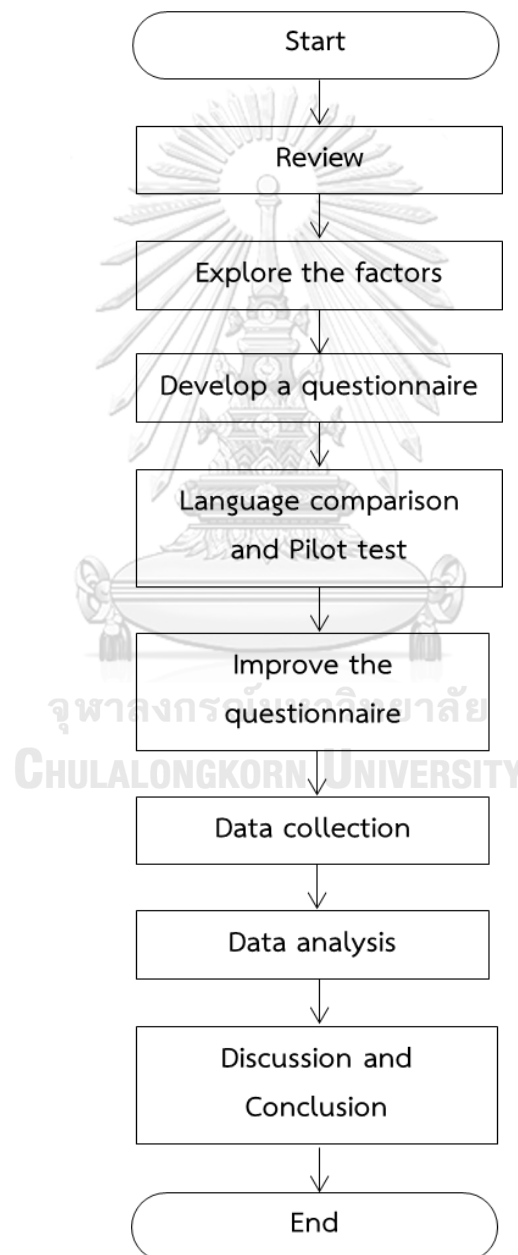 Start
Review
Explore the factors
Develop a questionnaire
Language comparison
and Pilot test
Improve the
questionnaire
จุฬาลงกรณ์มหาวิทยาลัย
CHULALONGKORN UNIVERSITY
Data collection
Data analysis
Discussion and
Conclusion
End